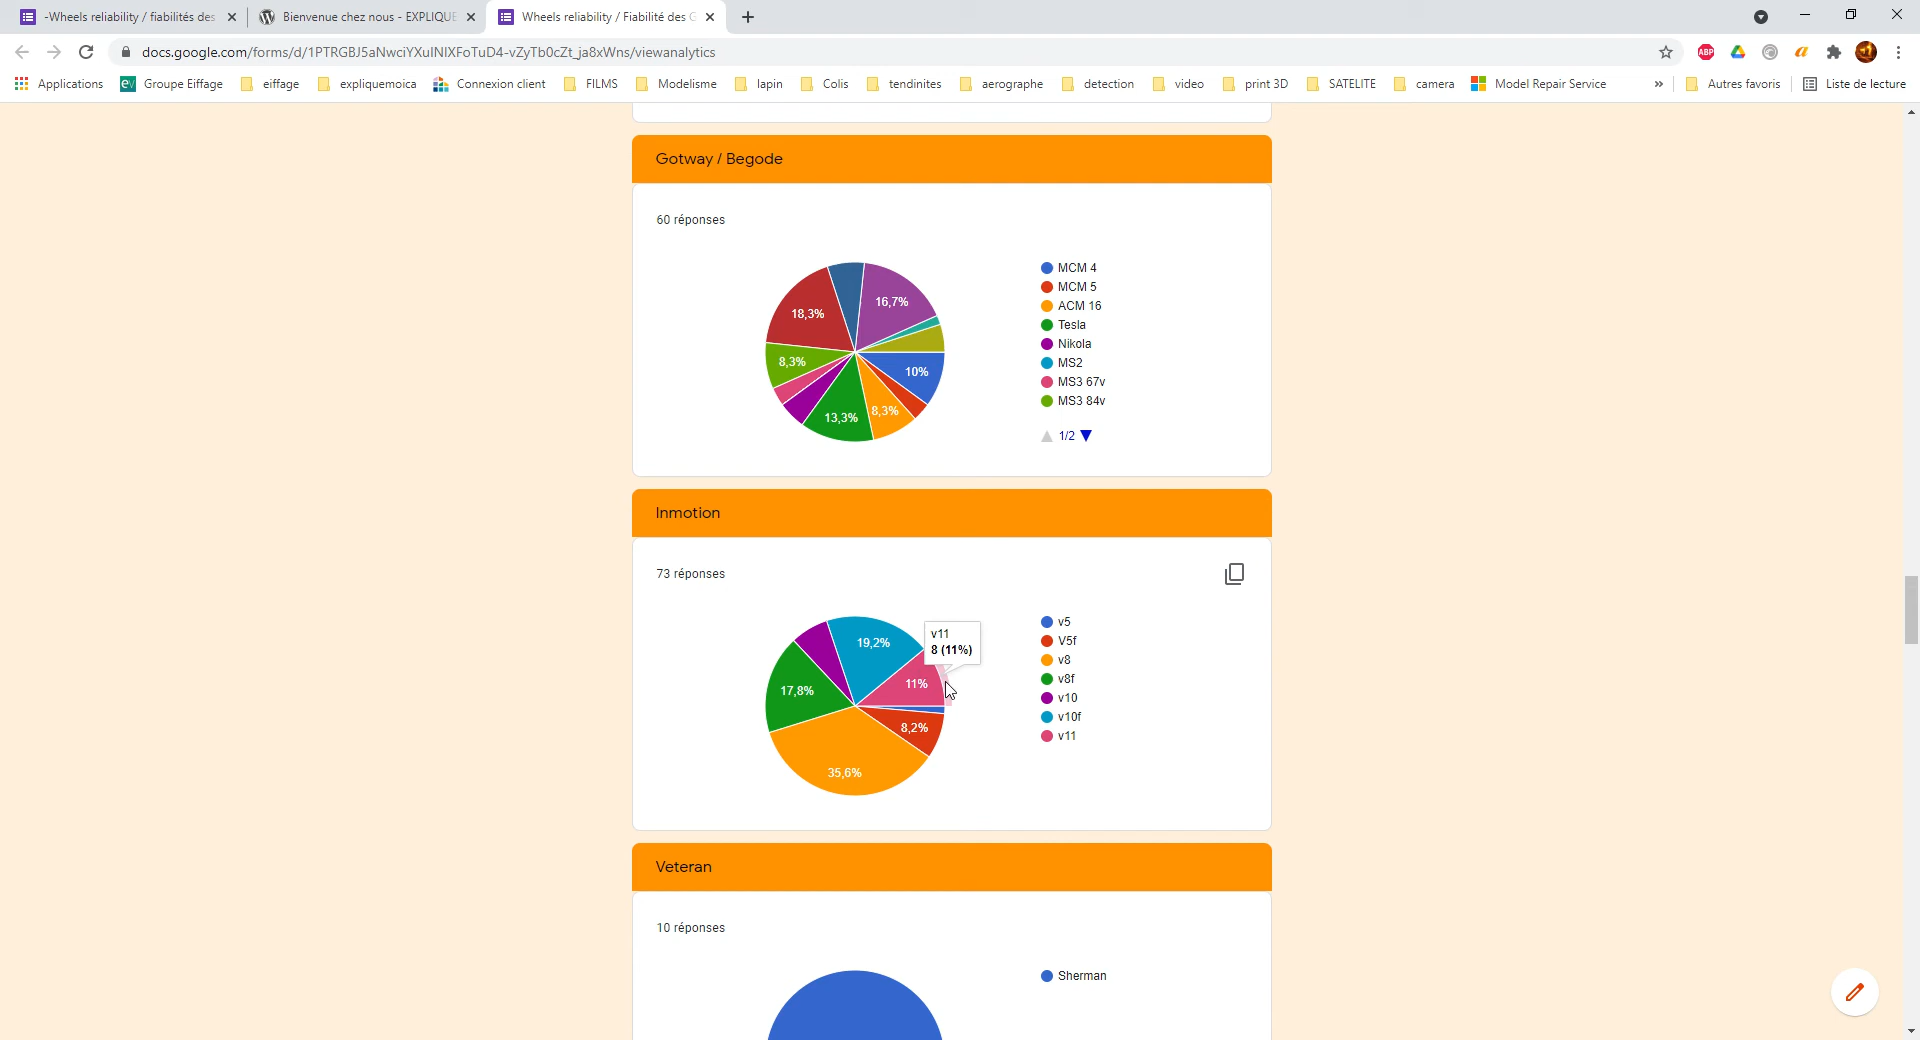 -Wheels reliability / fiabilités des
Bienvenue chez nous - EXPLIQUE
Wheels reliability / Fiabilité des G
docs.google.com/forms/d/1PTRGBJ5aNwciYXuINIXFoTuD4-vZyTb0cZt_ja8xWns/viewanalytics
ABP
Applications
Groupe Eiffage
eiffage
expliquemoica
Connexion client
FILMS
Modelisme
lapin
Colis
tendinites
aerographe
detection
video
print 3D
SATELITE
camera
Model Repair Service
»
Autres favoris
Liste de lecture
Gotway / Begode
60 réponses
16,7%
18,3%
8,3%
10%
13,3%
8,3%
MCM 4
MCM 5
ACM 16
Tesla
Nikola
MS2
MS3 67v
MS3 84v
1/2
Inmotion
73 réponses
v11
8 (11%)
19,2%
11%
17,8%
8,2%
35,6%
v5
V5f
v8
v8f
v10
v10f
v11
Veteran
10 réponses
Sherman